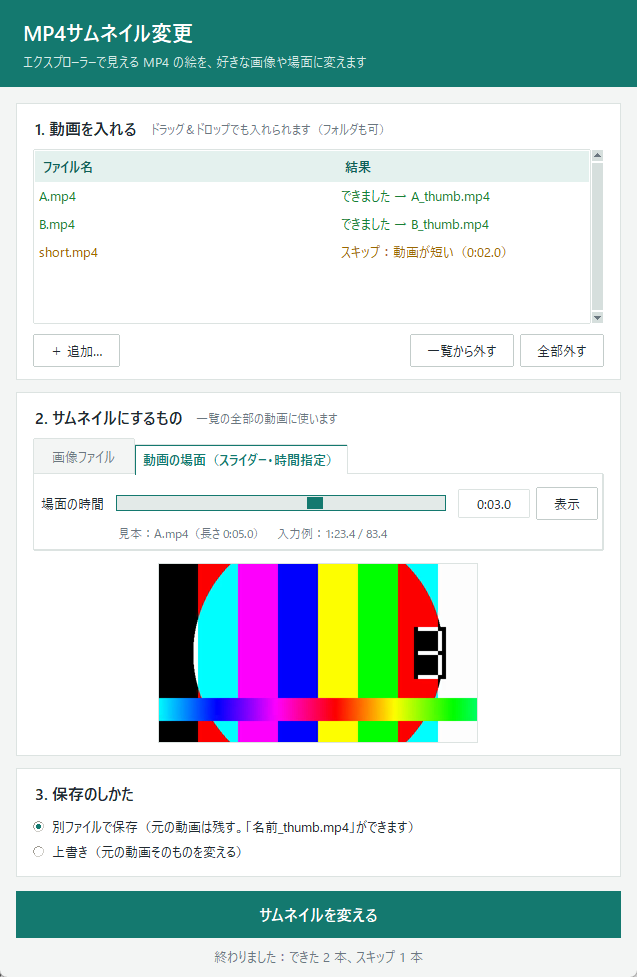 MP4サムネイル変更
エクスプローラーで見える MP4 の絵を、好きな画像や場面に変えます
1. 動画を入れる　ドラッグ＆ドロップでも入れられます（フォルダも可）
ファイル名　結果
A.mp4　できました → A_thumb.mp4
B.mp4　できました → B_thumb.mp4
short.mp4　スキップ：動画が短い（0:02.0）
＋ 追加...　一覧から外す　全部外す
2. サムネイルにするもの　一覧の全部の動画に使います
画像ファイル　動画の場面（スライダー・時間指定）
場面の時間　0:03.0　表示
見本：A.mp4（長さ 0:05.0）　入力例：1:23.4 / 83.4
3
3. 保存のしかた
別ファイルで保存（元の動画は残す。「名前_thumb.mp4」ができます）
上書き（元の動画そのものを変える）
サムネイルを変える
終わりました：できた 2 本、スキップ 1 本